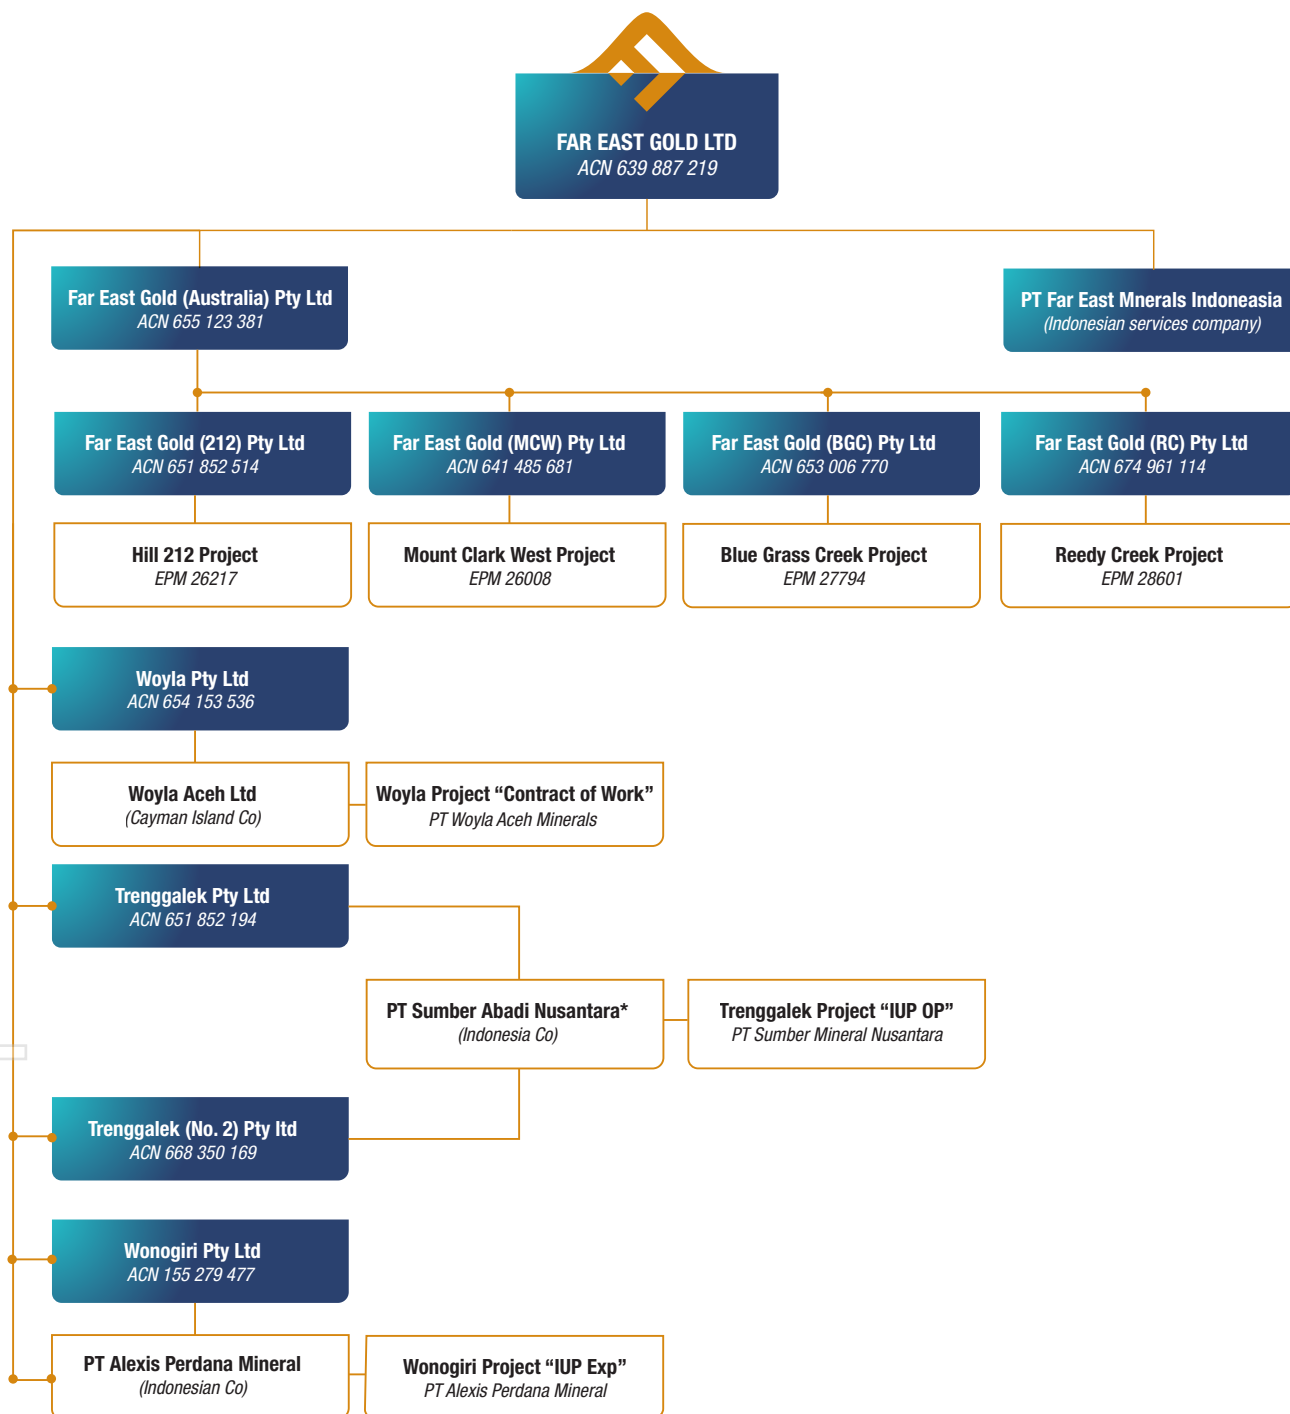 FAR EAST GOLD LTD
ACN 639 887 219
Far East Gold (Australia) Pty Ltd
ACN 655 123 381
PT Far East Mnerals Indoneasia
(Indonesian services company)
Far East Gold (212) Pty Ltd
ACN 651 852 514
Far East Gold (MCW) Pty Ltd
ACN 641 485 681
Far East Gold (BGC) Pty Ltd
ACN 653 006 770
Far East Gold (RC) Pty Ltd
ACN 674 961 114
Hill 212 Project
EPM 26217
Mount Clark West Project
EPM 26008
Blue Grass Creek Project
EPM 27794
Reedy Creek Project
EPM 28601
Woyla Pty Ltd
ACN 654 153 536
Woyla Aceh Ltd
(Cayman Island Co)
Woyla Project “Contract of Work”
PT Woyla Aceh Minerals
Trenggalek Pty Ltd
ACN 651 852 194
PT Sumber Abadi Nusantara*
(Indonesia Co)
Trenggalek Project “IUP OP”
PT Sumber Mineral Nusantara
Trenggalek (No. 2) Pty ltd
ACN 668 350 169
Wonogiri Pty Ltd
ACN 155 279 477
PT Alexis Perdana Mineral
(Indonesian Co)
Wonogiri Project “IUP Exp”
PT Alexis Perdana Mineral